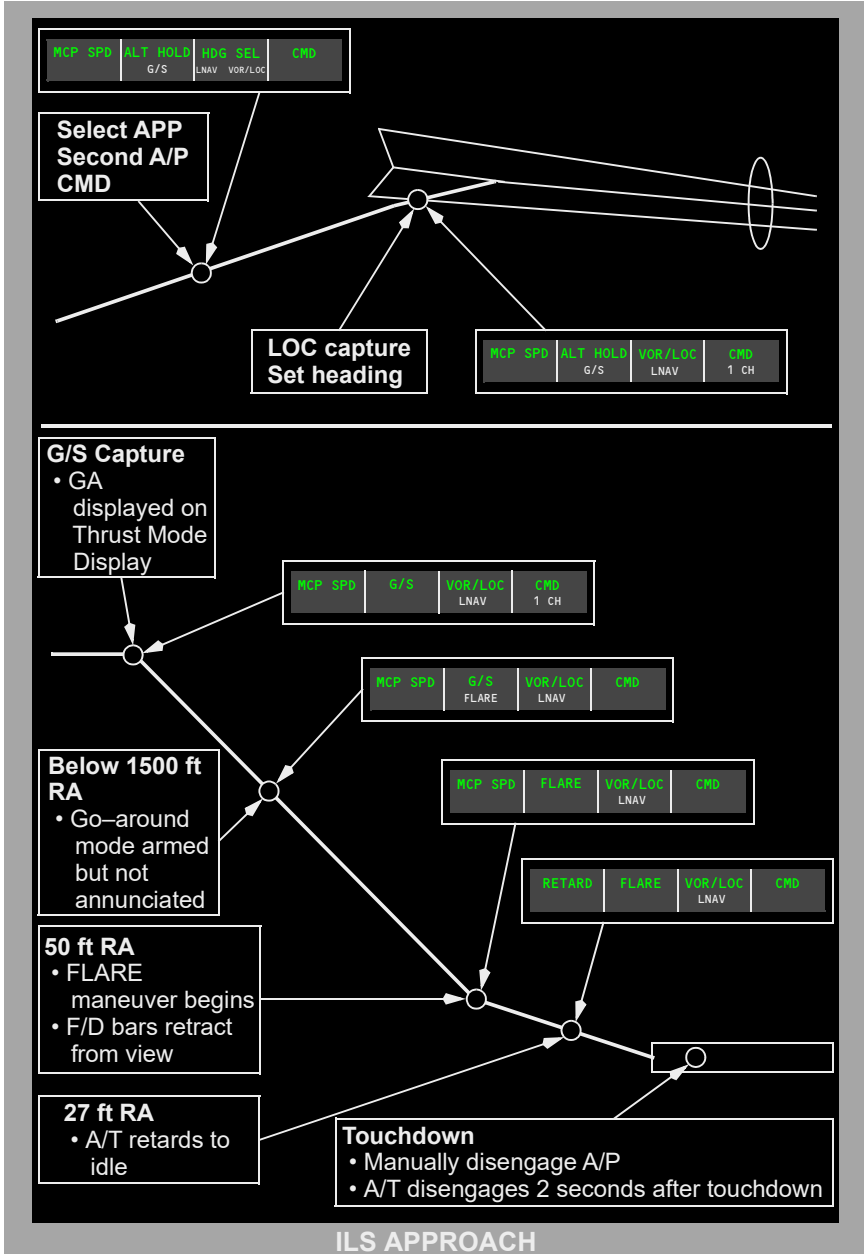 MCP SPD ALT HOLD HDG SEL CMD
G/S LNAV VOR/LOC
Select APP
Second A/P
CMD
LOC capture
Set heading
MCP SPD ALT HOLD VOR/LOC CMD
G/S LNAV 1 CH
G/S Capture
• GA
displayed on
Thrust Mode
Display
MCP SPD G/S VOR/LOC CMD
LNAV 1 CH
MCP SPD G/S VOR/LOC CMD
FLARE LNAV
Below 1500 ft
RA
• Go–around
mode armed
but not
annunciated
MCP SPD FLARE VOR/LOC CMD
LNAV
RETARD FLARE VOR/LOC CMD
LNAV
50 ft RA
• FLARE
maneuver begins
• F/D bars retract
from view
27 ft RA
• A/T retards to
idle
Touchdown
• Manually disengage A/P
• A/T disengages 2 seconds after touchdown
ILS APPROACH